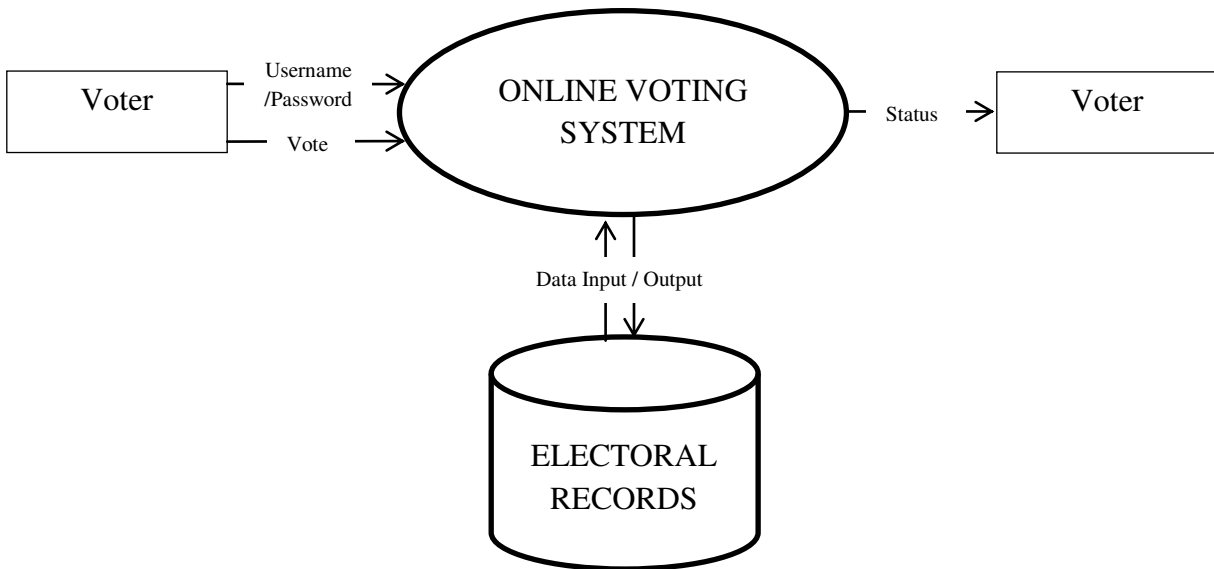 Voter
Username
/Password
Vote
ONLINE VOTING
SYSTEM
Status
Voter
Data Input / Output
ELECTORAL
RECORDS